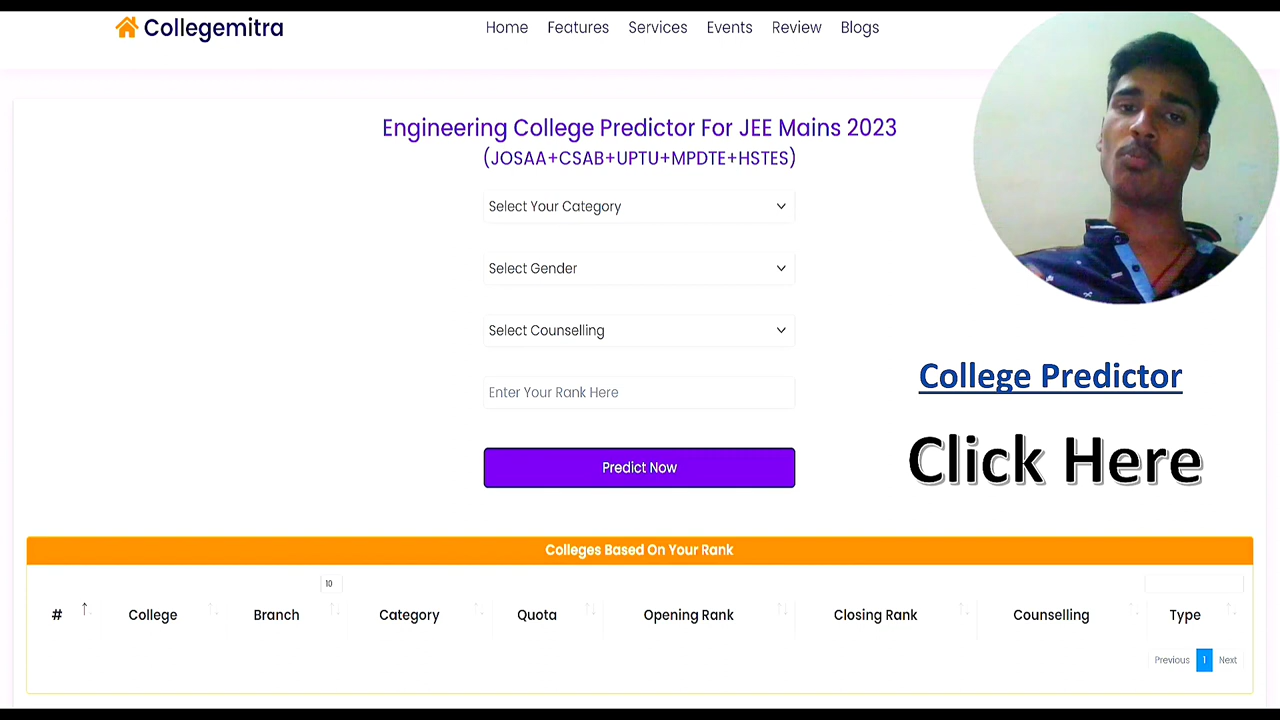 Collegemitra
Home Features Services Events Review Blogs
Engineering College Predictor For JEE Mains 2023
(JOSAA+CSAB+UPTU+MPDTE+HSTES)
Select Your Category
Select Gender
Select Counselling
Enter Your Rank Here
Predict Now
College Predictor
Click Here
Colleges Based On Your Rank
10
# College Branch Category Quota Opening Rank Closing Rank Counselling Type
Previous 1 Next